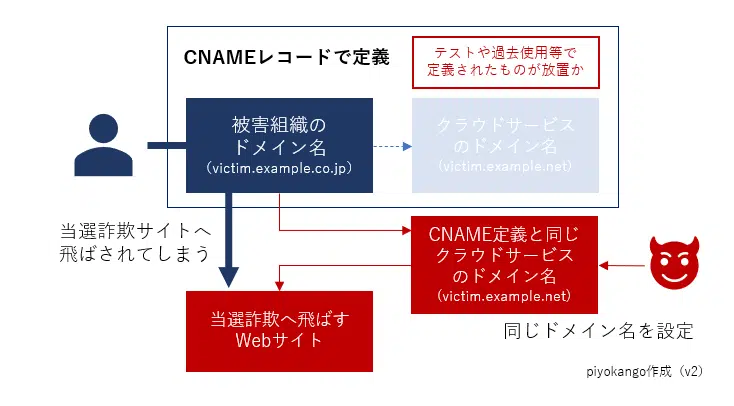 CNAMEレコードで定義
テストや過去使用等で
定義されたものが放置か
被害組織の
ドメイン名
(victim.example.co.jp)
クラウドサービス
のドメイン名
(victim.example.net)
当選詐欺サイトへ
飛ばされてしまう
CNAME定義と同じ
クラウドサービス
のドメイン名
(victim.example.net)
当選詐欺へ飛ばす
Webサイト
同じドメイン名を設定
piyokango作成（v2）